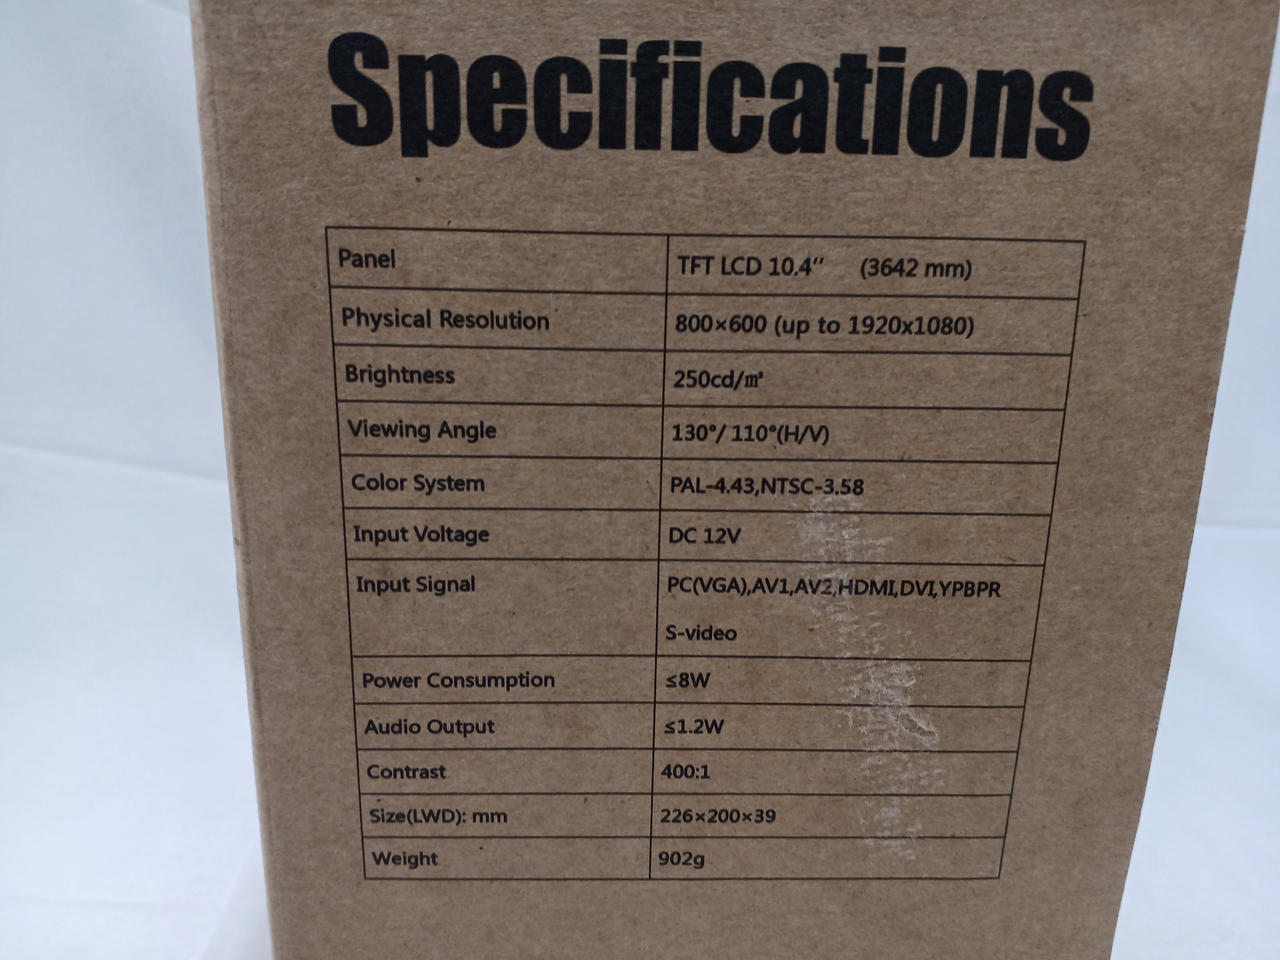 Specifications
Panel TFT LCD 10.4″ (3642 mm)
Physical Resolution 800×600 (up to 1920x1080)
Brightness 250cd/㎡
Viewing Angle 130°/ 110°(H/V)
Color System PAL-4.43,NTSC-3.58
Input Voltage DC 12V
Input Signal PC(VGA),AV1,AV2,HDMI,DVI,YPBPR
S-video
Power Consumption ≤8W
Audio Output ≤1.2W
Contrast 400:1
Size(LWD): mm 226×200×39
Weight 902g